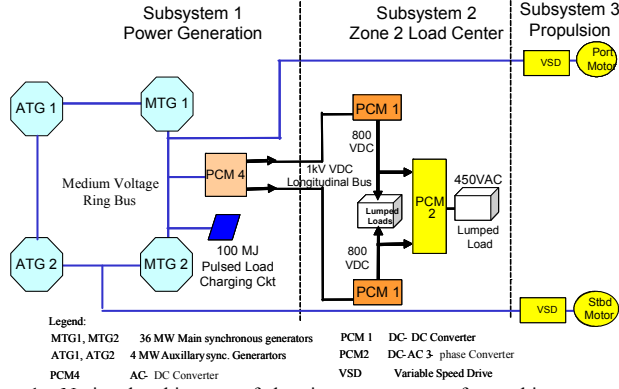 Subsystem 1
Power Generation
Subsystem 2
Zone 2 Load Center
Subsystem 3
Propulsion
VSD
Port
Motor
ATG 1
MTG 1
PCM 1
800
VDC
PCM 4
1kV VDC
Longitudinal Bus
Medium Voltage
Ring Bus
PCM
2
450VAC
Lumped
Loads
Lumped
Load
ATG 2
MTG 2
100 MJ
Pulsed Load
Charging Ckt
800
VDC
PCM 1
VSD
Stbd
Motor
Legend:
MTG1, MTG2 36 MW Main synchronous generators
ATG1, ATG2 4 MW Auxillary sync. Generartors
PCM4 AC- DC Converter
PCM 1 DC- DC Converter
PCM2 DC-AC 3- phase Converter
VSD Variable Speed Drive